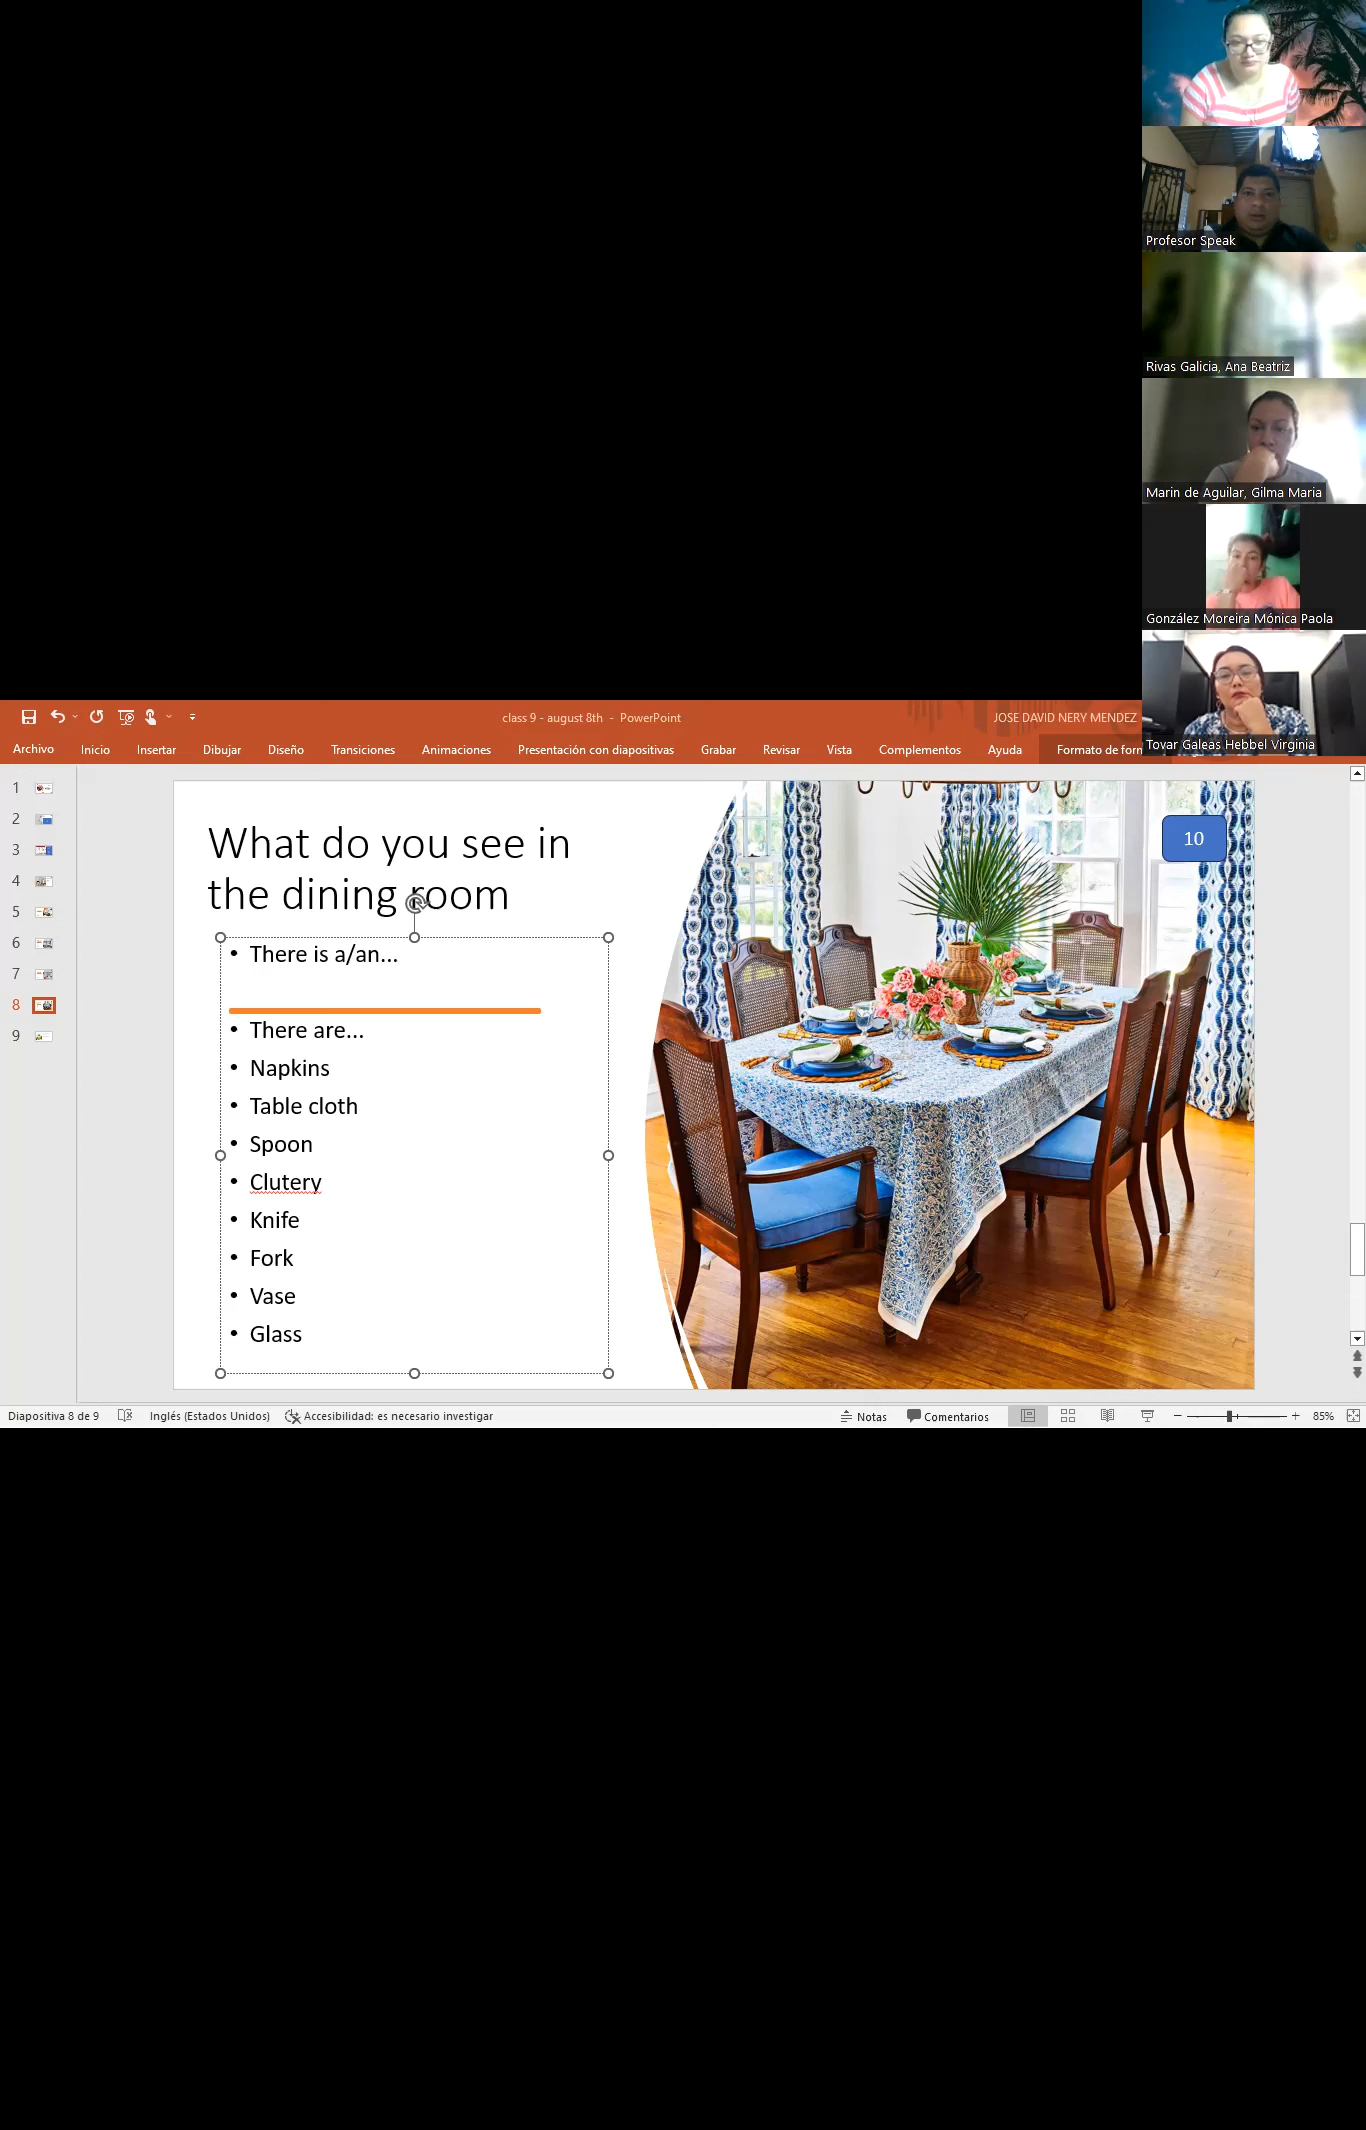 Profesor Speak
Rivas Galicia, Ana Beatriz
Marin de Aguilar, Gilma Maria
González Moreira Mónica Paola
Tovar Galeas Hebbel Virginia
class 9 - august 8th - PowerPoint
JOSE DAVID NERY MENDEZ
Archivo Inicio Insertar Dibujar Diseño Transiciones Animaciones Presentación con diapositivas Grabar Revisar Vista Complementos Ayuda Formato de forn
1
2
3
4
5
6
7
8
9
What do you see in
the dining room
10
• There is a/an...
• There are...
• Napkins
• Table cloth
• Spoon
• Clutery
• Knife
• Fork
• Vase
• Glass
Diapositiva 8 de 9 Inglés (Estados Unidos) Accesibilidad: es necesario investigar Notas Comentarios 85%